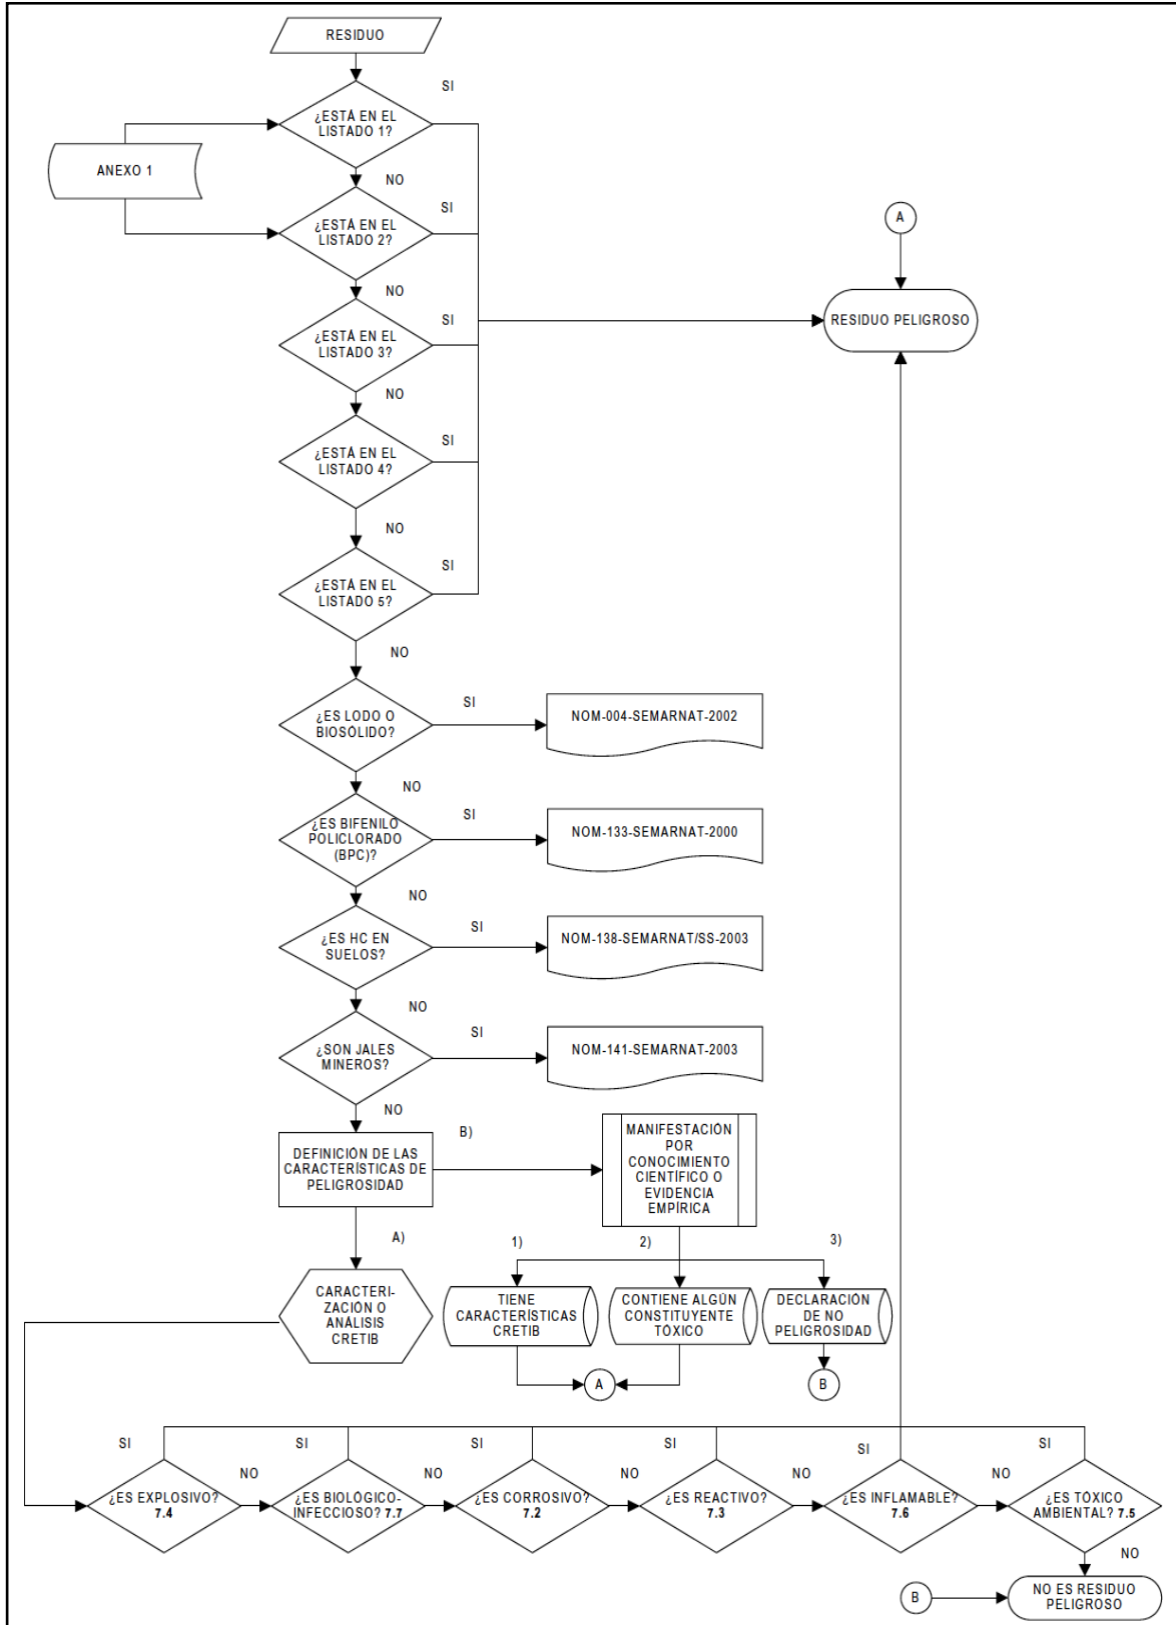 RESIDUO
SI
¿ESTÁ EN EL
LISTADO 1?
ANEXO 1
NO
SI
¿ESTÁ EN EL
LISTADO 2?
A
NO
SI
¿ESTÁ EN EL
LISTADO 3?
RESIDUO PELIGROSO
NO
SI
¿ESTÁ EN EL
LISTADO 4?
NO
SI
¿ESTÁ EN EL
LISTADO 5?
NO
SI
¿ES LODO O
BIOSÓLIDO?
NOM-004-SEMARNAT-2002
NO
SI
¿ES BIFENILO
POLICLORADO
(BPC)?
NOM-133-SEMARNAT-2000
NO
SI
¿ES HC EN
SUELOS?
NOM-138-SEMARNAT/SS-2003
NO
SI
¿SON JALES
MINEROS?
NOM-141-SEMARNAT-2003
NO
B)
DEFINICIÓN DE LAS
CARACTERÍSTICAS DE
PELIGROSIDAD
MANIFESTACIÓN
POR
CONOCIMIENTO
CIENTÍFICO O
EVIDENCIA
EMPÍRICA
A)
1)
2)
3)
CARACTERI-
ZACIÓN O
ANÁLISIS
CRETIB
TIENE
CARACTERÍSTICAS
CRETIB
CONTIENE ALGÚN
CONSTITUYENTE
TÓXICO
DECLARACIÓN
DE NO
PELIGROSIDAD
A
B
SI
SI
SI
SI
SI
SI
NO
NO
NO
NO
NO
¿ES EXPLOSIVO?
7.4
¿ES BIOLÓGICO-
INFECCIOSO? 7.7
¿ES CORROSIVO?
7.2
¿ES REACTIVO?
7.3
¿ES INFLAMABLE?
7.6
¿ES TÓXICO
AMBIENTAL? 7.5
NO
B
NO ES RESIDUO
PELIGROSO